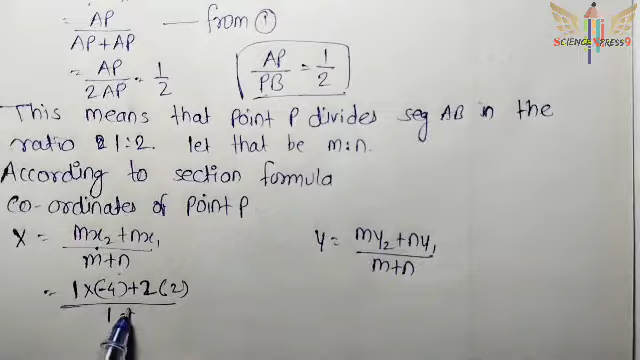 = AP / AP + AP — from ①
= AP / 2AP = 1/2
AP / PB = 1/2
This means that point P divides seg AB in the
ratio 1:2. let that be m:n.
According to section formula
Co-ordinates of point P
x = mx₂ + nx₁ / m+n
y = my₂ + ny₁ / m+n
= 1×(-4)+2(2) / 1+
SCIENCE XPRESS9